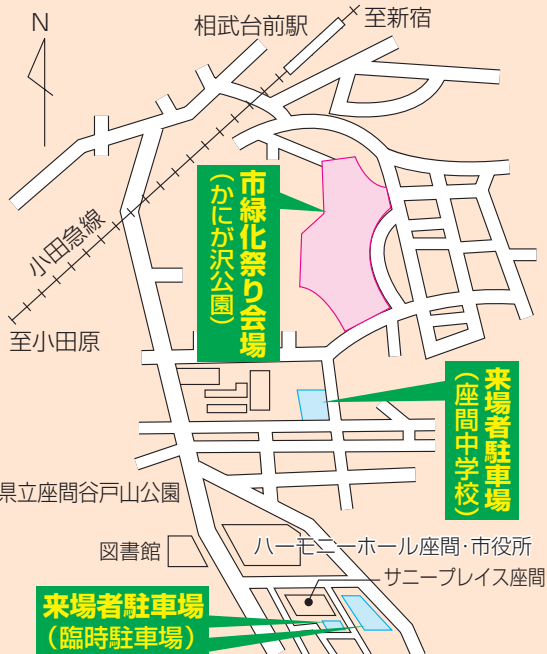 N
相武台前駅
至新宿
小田急線
至小田原
市緑化祭り会場
(かにが沢公園)
来場者駐車場
(座間中学校)
県立座間谷戸山公園
図書館
ハーモニーホール座間・市役所
サニープレイス座間
来場者駐車場
(臨時駐車場)